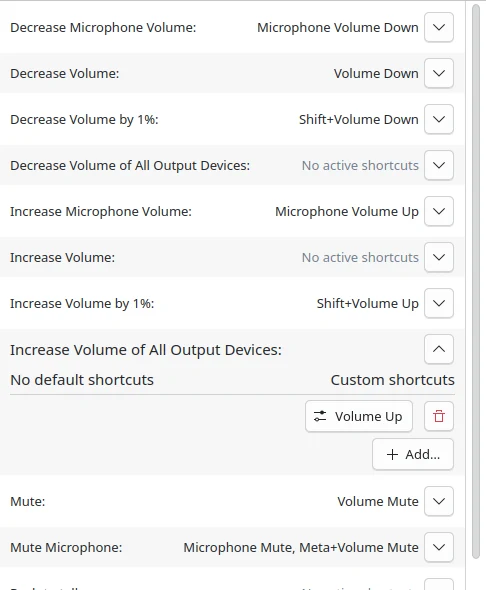 Decrease Microphone Volume: Microphone Volume Down
Decrease Volume: Volume Down
Decrease Volume by 1%: Shift+Volume Down
Decrease Volume of All Output Devices: No active shortcuts
Increase Microphone Volume: Microphone Volume Up
Increase Volume: No active shortcuts
Increase Volume by 1%: Shift+Volume Up
Increase Volume of All Output Devices:
No default shortcuts Custom shortcuts
Volume Up
Add...
Mute: Volume Mute
Mute Microphone: Microphone Mute, Meta+Volume Mute